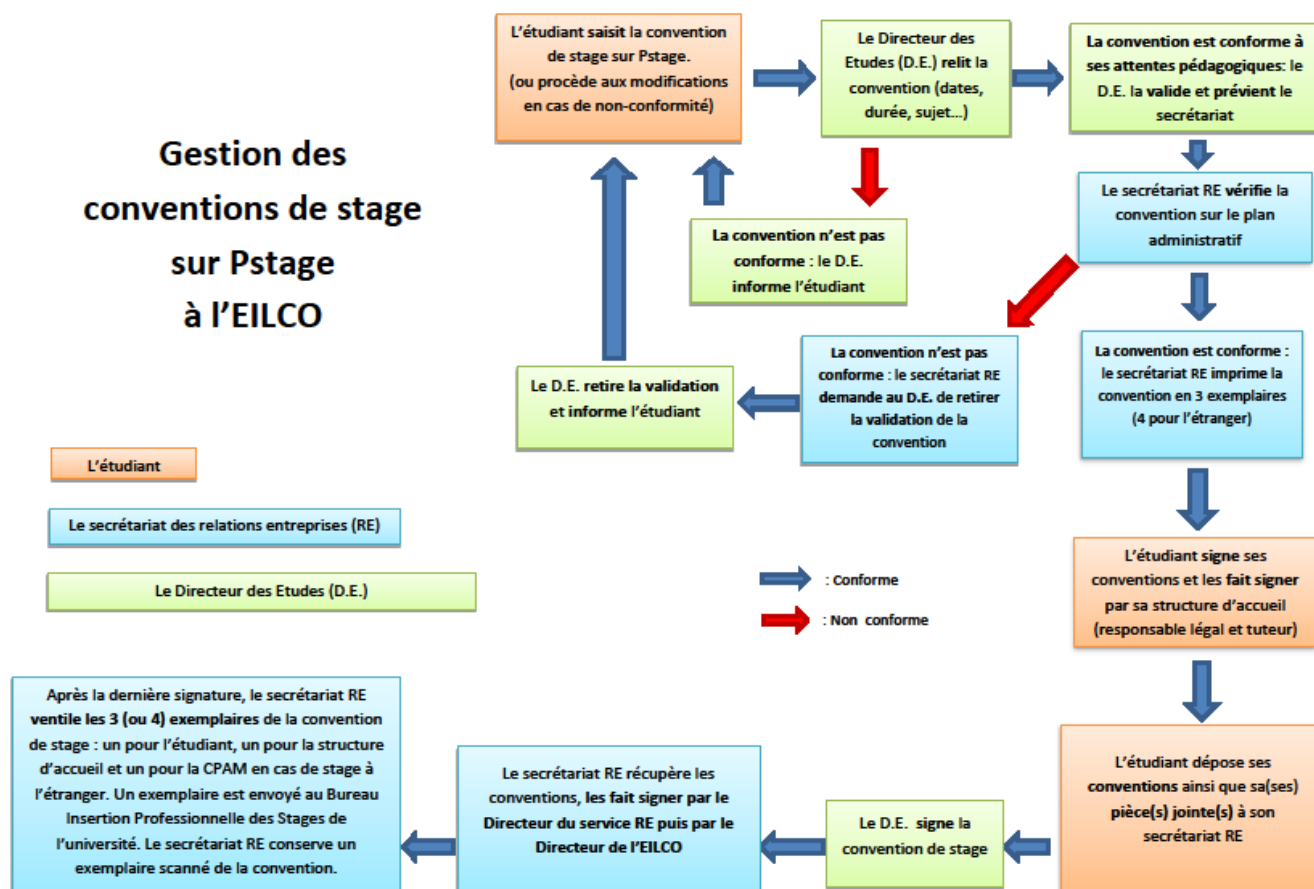 Gestion des
conventions de stage
sur Pstage
à l’EILCO
L’étudiant saisit la convention
de stage sur Pstage.
(ou procède aux modifications
en cas de non-conformité)
Le Directeur des
Etudes (D.E.) relit la
convention (dates,
durée, sujet...)
La convention est conforme à
ses attentes pédagogiques: le
D.E. la valide et prévient le
secrétariat
La convention n’est pas
conforme : le D.E.
informe l’étudiant
Le secrétariat RE vérifie la
convention sur le plan
administratif
Le D.E. retire la validation
et informe l’étudiant
La convention n’est pas
conforme : le secrétariat RE
demande au D.E. de retirer
la validation de la
convention
La convention est conforme :
le secrétariat RE imprime la
convention en 3 exemplaires
(4 pour l’étranger)
L’étudiant
Le secrétariat des relations entreprises (RE)
Le Directeur des Etudes (D.E.)
: Conforme
: Non conforme
L’étudiant signe ses
conventions et les fait signer
par sa structure d’accueil
(responsable légal et tuteur)
L’étudiant dépose ses
conventions ainsi que sa(ses)
pièce(s) jointe(s) à son
secrétariat RE
Le D.E. signe la
convention de stage
Le secrétariat RE récupère les
conventions, les fait signer par le
Directeur du service RE puis par le
Directeur de l’EILCO
Après la dernière signature, le secrétariat RE
ventile les 3 (ou 4) exemplaires de la convention
de stage : un pour l’étudiant, un pour la structure
d’accueil et un pour la CPAM en cas de stage à
l’étranger. Un exemplaire est envoyé au Bureau
Insertion Professionnelle des Stages de
l’université. Le secrétariat RE conserve un
exemplaire scanné de la convention.